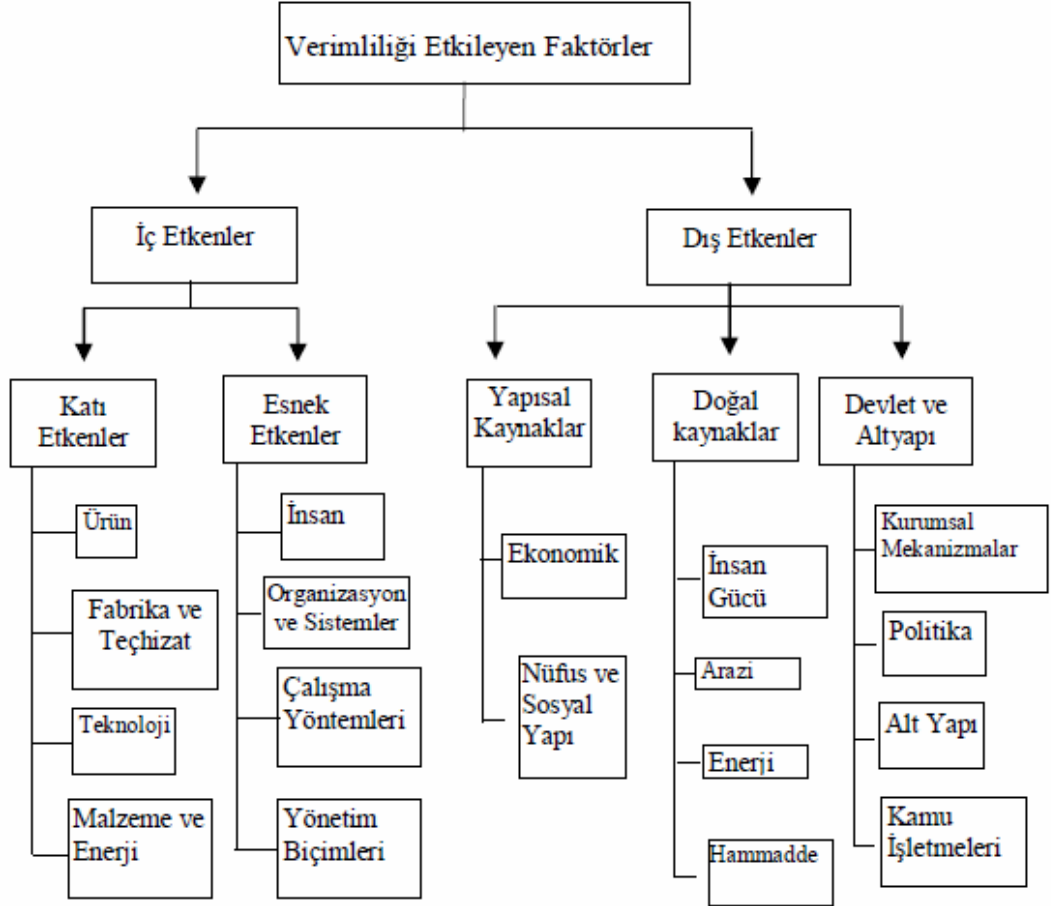 Verimliliği Etkileyen Faktörler
İç Etkenler
Dış Etkenler
Katı
Etkenler
Esnek
Etkenler
Yapısal
Kaynaklar
Doğal
kaynaklar
Devlet ve
Altyapı
Ürün
Fabrika ve
Teçhizat
Teknoloji
Malzeme ve
Enerji
İnsan
Organizasyon
ve Sistemler
Çalışma
Yöntemleri
Yönetim
Biçimleri
Ekonomik
Nüfus ve
Sosyal
Yapı
İnsan
Gücü
Arazi
Enerji
Hammadde
Kurumsal
Mekanizmalar
Politika
Alt Yapı
Kamu
İşletmeleri